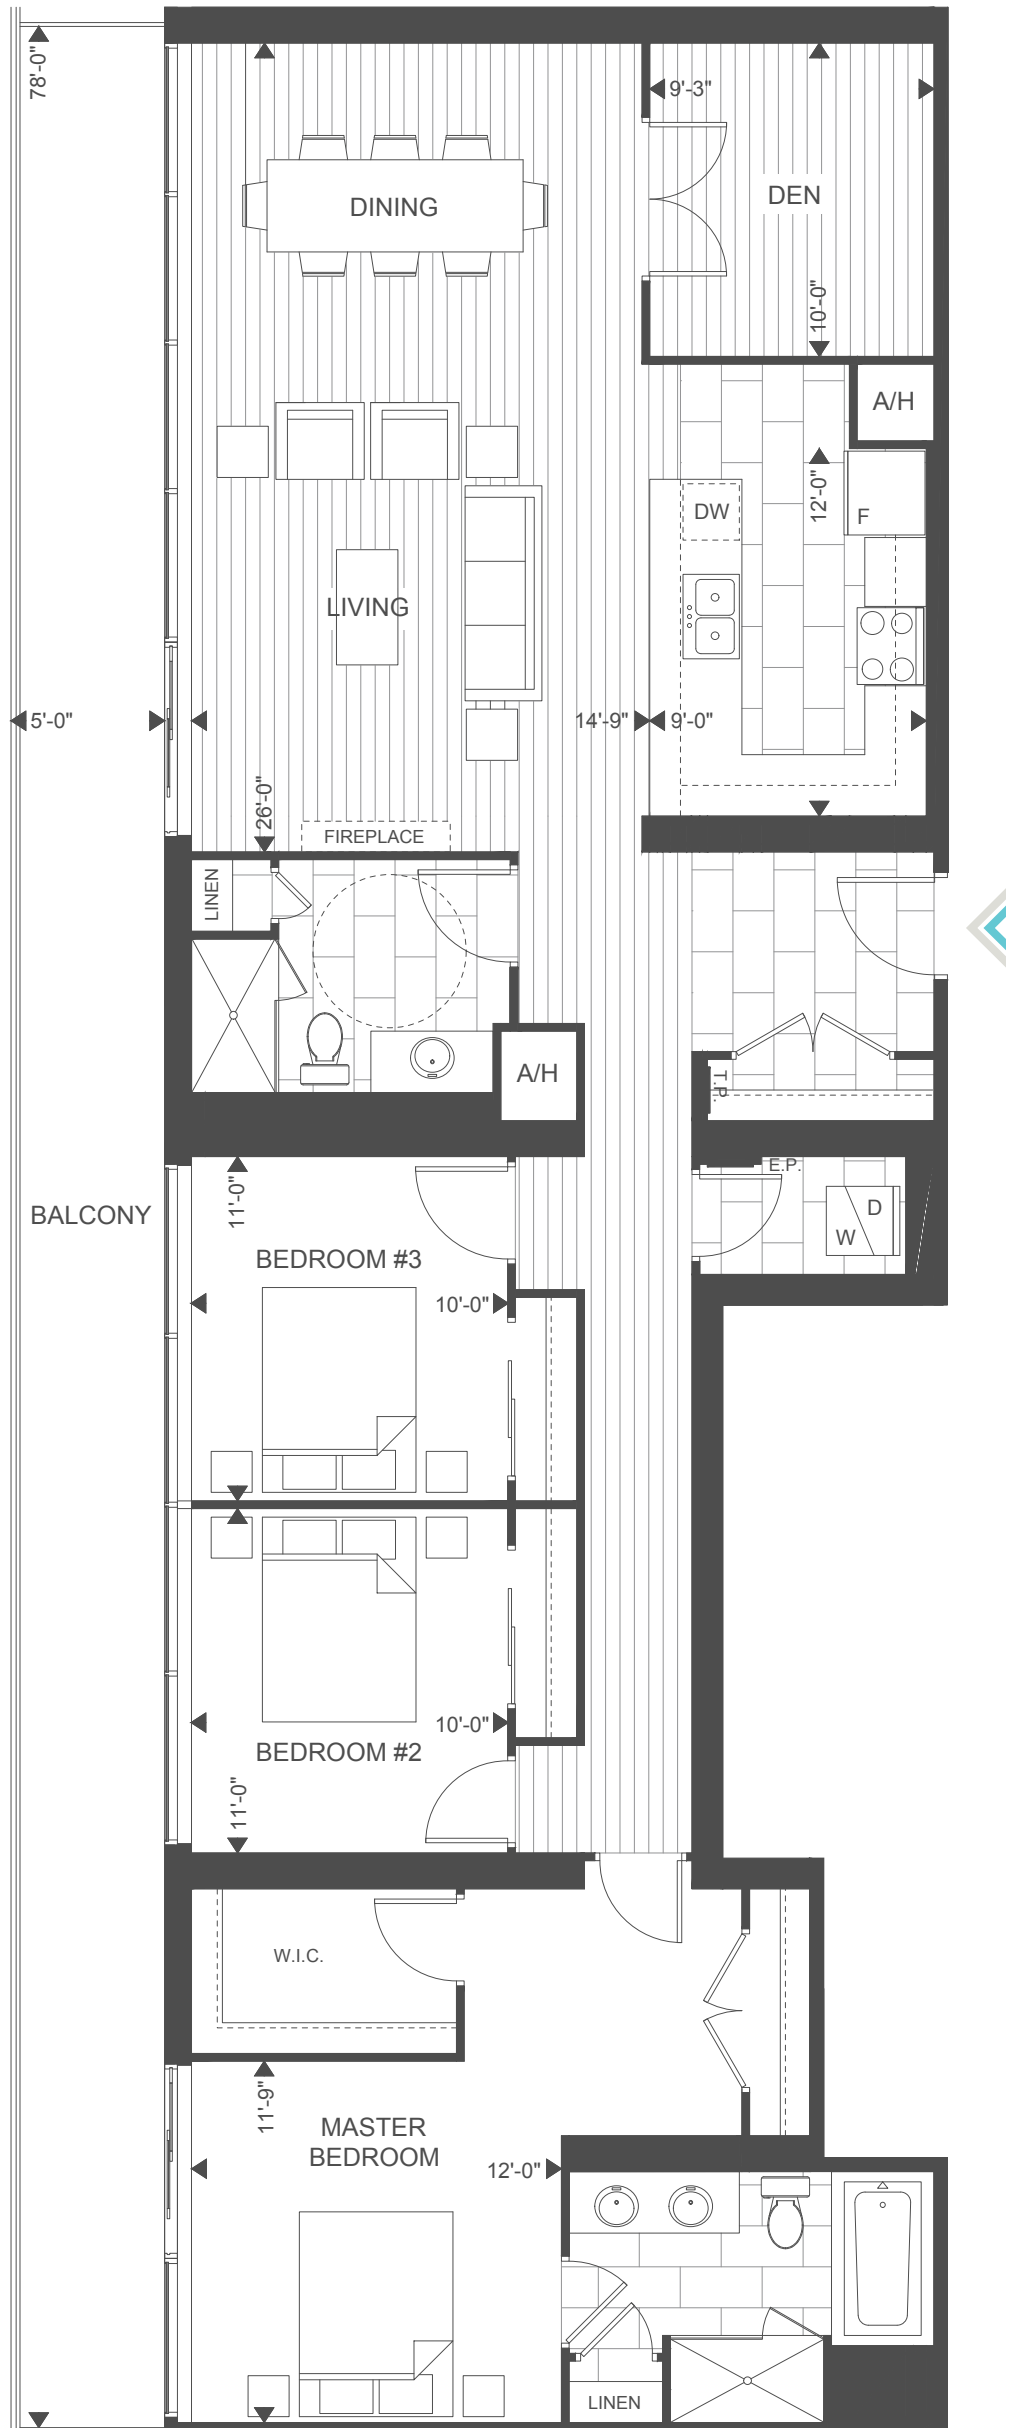 78'-0"
9'-3"
DINING
DEN
10'-0"
A/H
12'-0"
DW
F
LIVING
5'-0"
14'-9"
9'-0"
26'-0"
FIREPLACE
LINEN
A/H
T.P.
E.P.
11'-0"
BALCONY
D
W
BEDROOM #3
10'-0"
10'-0"
BEDROOM #2
11'-0"
W.I.C.
11'-9"
MASTER
BEDROOM
12'-0"
LINEN